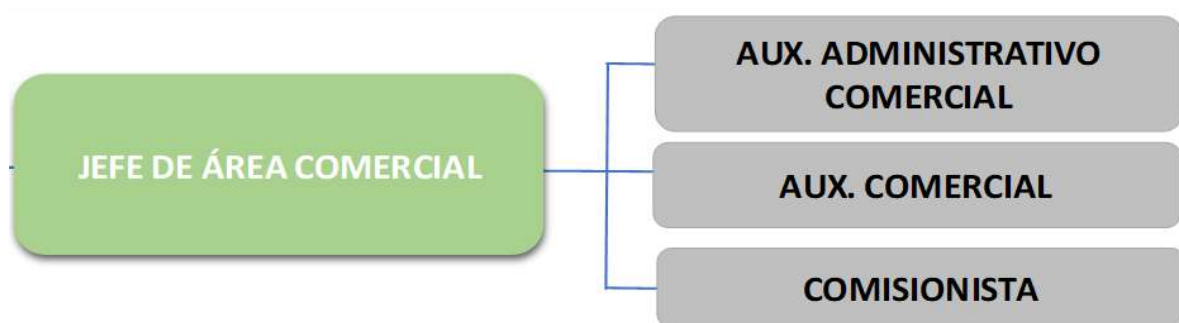 JEFE DE ÁREA COMERCIAL
AUX. ADMINISTRATIVO
COMERCIAL
AUX. COMERCIAL
COMISIONISTA